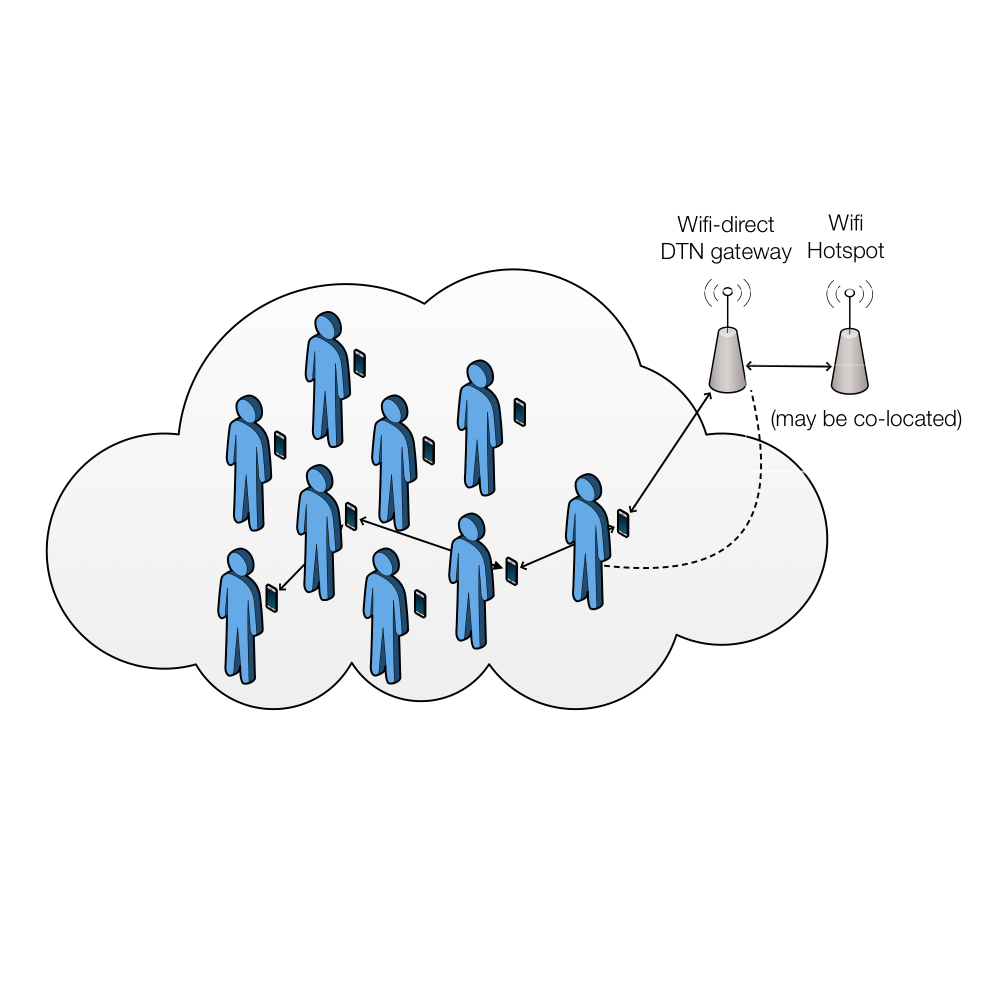 Wifi-direct
DTN gateway
Wifi
Hotspot
(may be co-located)